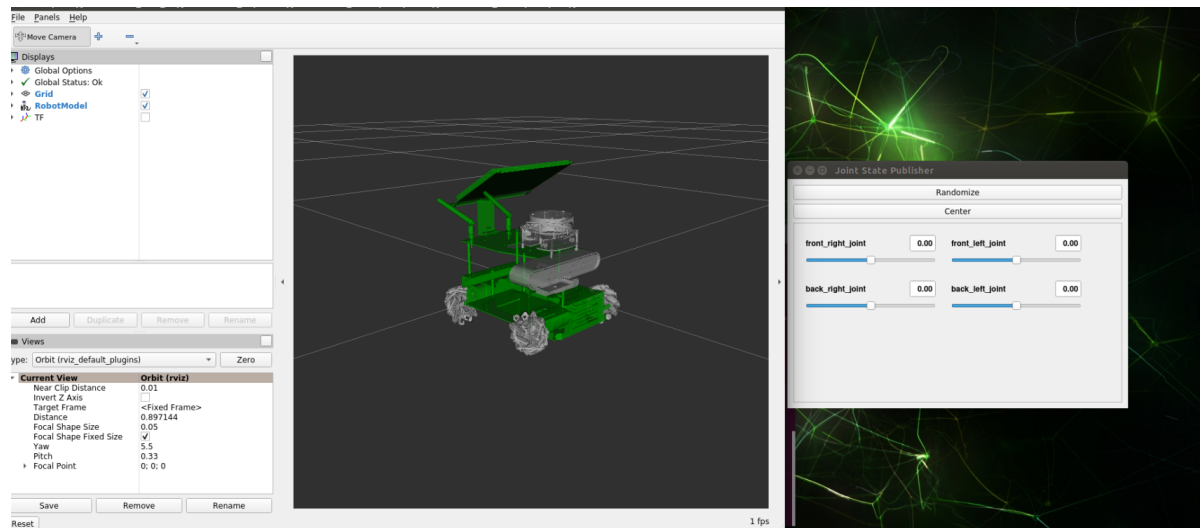 File Panels Help
Move Camera
Displays
Global Options
Global Status: Ok
Grid
RobotModel
TF
Add Duplicate Remove Rename
Views
ype: Orbit (rviz_default_plugins) Zero
Current View Orbit (rviz)
Near Clip Distance 0.01
Invert Z Axis
Target Frame <Fixed Frame>
Distance 0.897144
Focal Shape Size 0.05
Focal Shape Fixed Size
Yaw 5.5
Pitch 0.33
Focal Point 0; 0; 0
Save Remove Rename
Reset
1 fps
Joint State Publisher
Randomize
Center
front_right_joint 0.00 front_left_joint 0.00
back_right_joint 0.00 back_left_joint 0.00